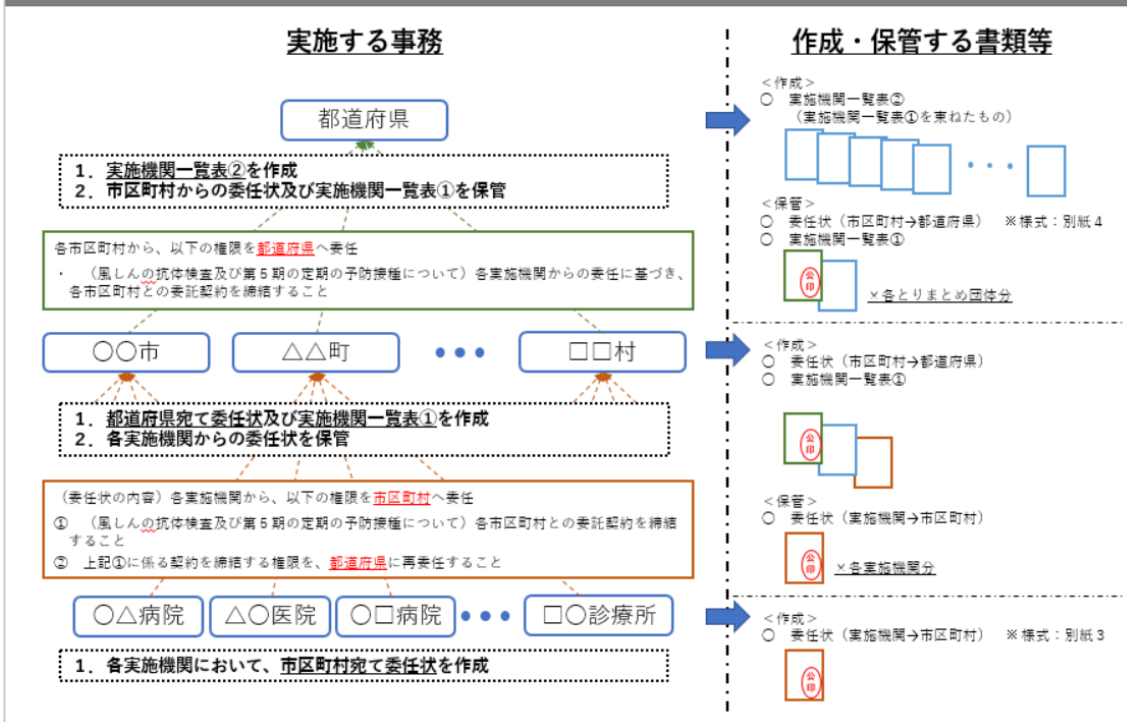 実施する事務
作成・保管する書類等
都道府県
1．実施機関一覧表②を作成
2．市区町村からの委任状及び実施機関一覧表①を保管
各市区町村から、以下の権限を都道府県へ委任
・　（風しんの抗体検査及び第５期の定期の予防接種について）各実施機関からの委任に基づき、
各市区町村との委託契約を締結すること
〇〇市
△△町
・・・
□□村
1．都道府県宛て委任状及び実施機関一覧表①を作成
2．各実施機関からの委任状を保管
（委任状の内容）各実施機関から、以下の権限を市区町村へ委任
①　（風しんの抗体検査及び第５期の定期の予防接種について）各市区町村との委託契約を締結
すること
②　上記①に係る契約を締結する権限を、都道府県に再委任すること
〇△病院
△〇医院
〇□病院
・・・
□〇診療所
1．各実施機関において、市区町村宛て委任状を作成
＜作成＞
〇　実施機関一覧表②
（実施機関一覧表①を束ねたもの）
・・・
＜保管＞
〇　委任状（市区町村→都道府県）　※様式：別紙４
〇　実施機関一覧表①
公印
×各とりまとめ団体分
＜作成＞
〇　委任状（市区町村→都道府県）
〇　実施機関一覧表①
公印
＜保管＞
〇　委任状（実施機関→市区町村）
公印
×各実施機関分
＜作成＞
〇　委任状（実施機関→市区町村）　※様式：別紙３
公印